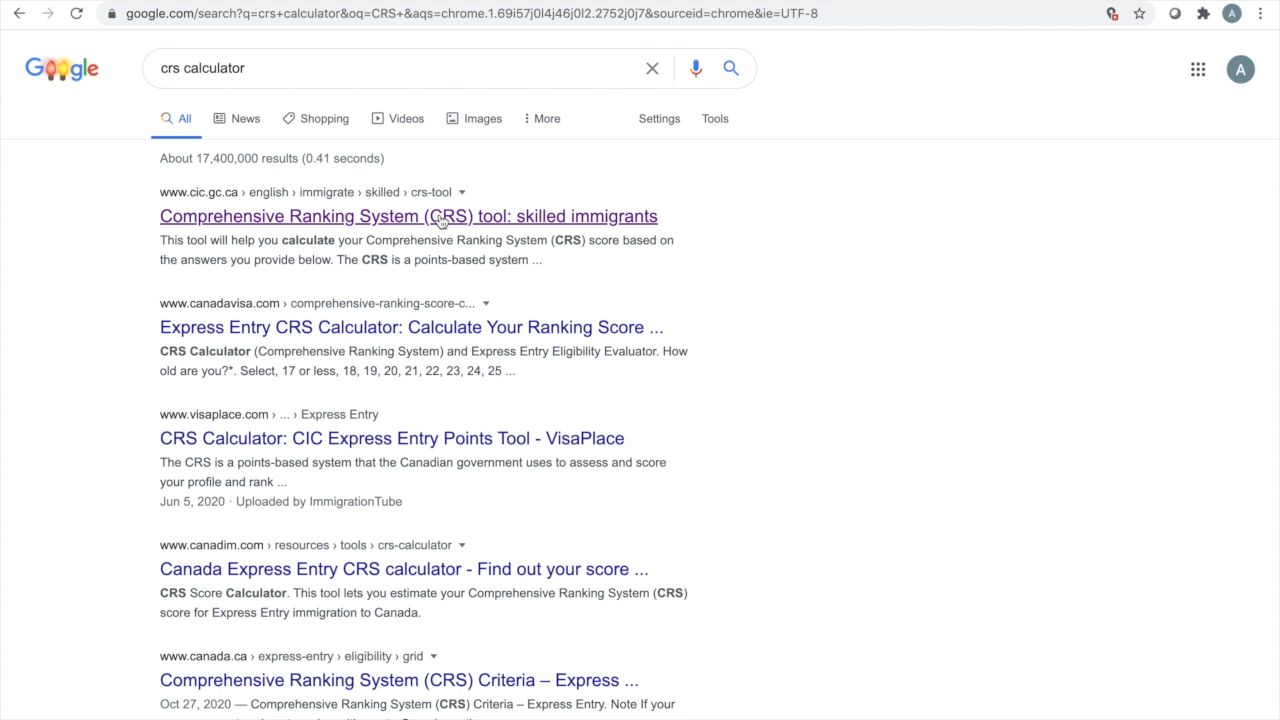 google.com/search?q=crs+calculator&oq=CRS+&aqs=chrome.1.69i57j0l4j46j0l2.2752j0j7&sourceid=chrome&ie=UTF-8
A
Google
crs calculator
A
All
News
Shopping
Videos
Images
More
Settings
Tools
About 17,400,000 results (0.41 seconds)
www.cic.gc.ca › english › immigrate › skilled › crs-tool
Comprehensive Ranking System (CRS) tool: skilled immigrants
This tool will help you calculate your Comprehensive Ranking System (CRS) score based on
the answers you provide below. The CRS is a points-based system ...
www.canadavisa.com › comprehensive-ranking-score-c...
Express Entry CRS Calculator: Calculate Your Ranking Score ...
CRS Calculator (Comprehensive Ranking System) and Express Entry Eligibility Evaluator. How
old are you?*. Select, 17 or less, 18, 19, 20, 21, 22, 23, 24, 25 ...
www.visaplace.com › ... › Express Entry
CRS Calculator: CIC Express Entry Points Tool - VisaPlace
The CRS is a points-based system that the Canadian government uses to assess and score
your profile and rank ...
Jun 5, 2020 · Uploaded by ImmigrationTube
www.canadim.com › resources › tools › crs-calculator
Canada Express Entry CRS calculator - Find out your score ...
CRS Score Calculator. This tool lets you estimate your Comprehensive Ranking System (CRS)
score for Express Entry immigration to Canada.
www.canada.ca › express-entry › eligibility › grid
Comprehensive Ranking System (CRS) Criteria – Express ...
Oct 27, 2020 — Comprehensive Ranking System (CRS) Criteria – Express Entry. Note If your